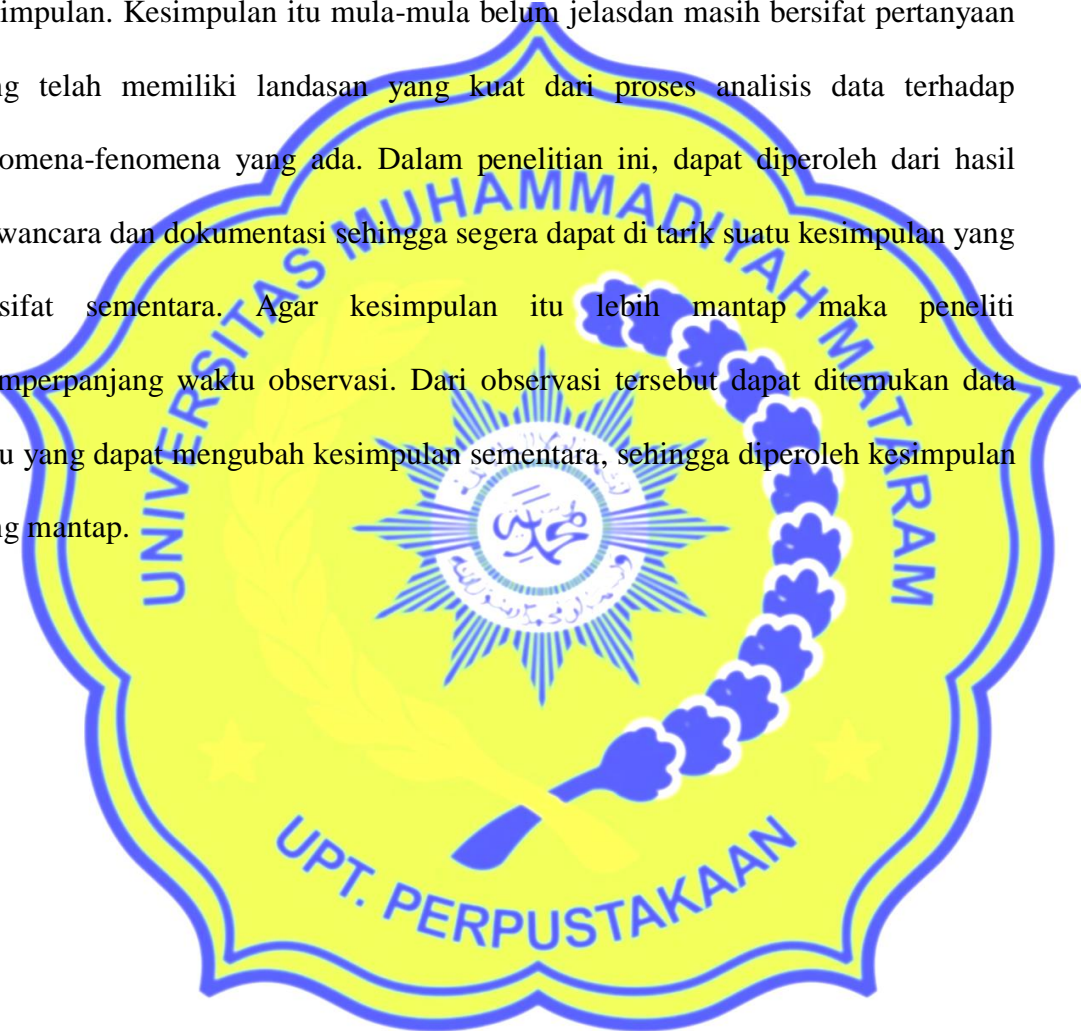 impulan. Kesimpulan itu mula-mula belum jelasdan masih bersifat pertanyaan
ng telah memiliki landasan yang kuat dari proses analisis data terhadap
omena-fenomena yang ada. Dalam penelitian ini, dapat diperoleh dari hasil
wancara dan dokumentasi sehingga segera dapat di tarik suatu kesimpulan yang
sifat sementara. Agar kesimpulan itu lebih mantap maka peneliti
mperpanjang waktu observasi. Dari observasi tersebut dapat ditemukan data
u yang dapat mengubah kesimpulan sementara, sehingga diperoleh kesimpulan
ng mantap.
UNIVERSITAS MUHAMMADIYAH MATARAM
محمدية
UPT. PERPUSTAKAAN